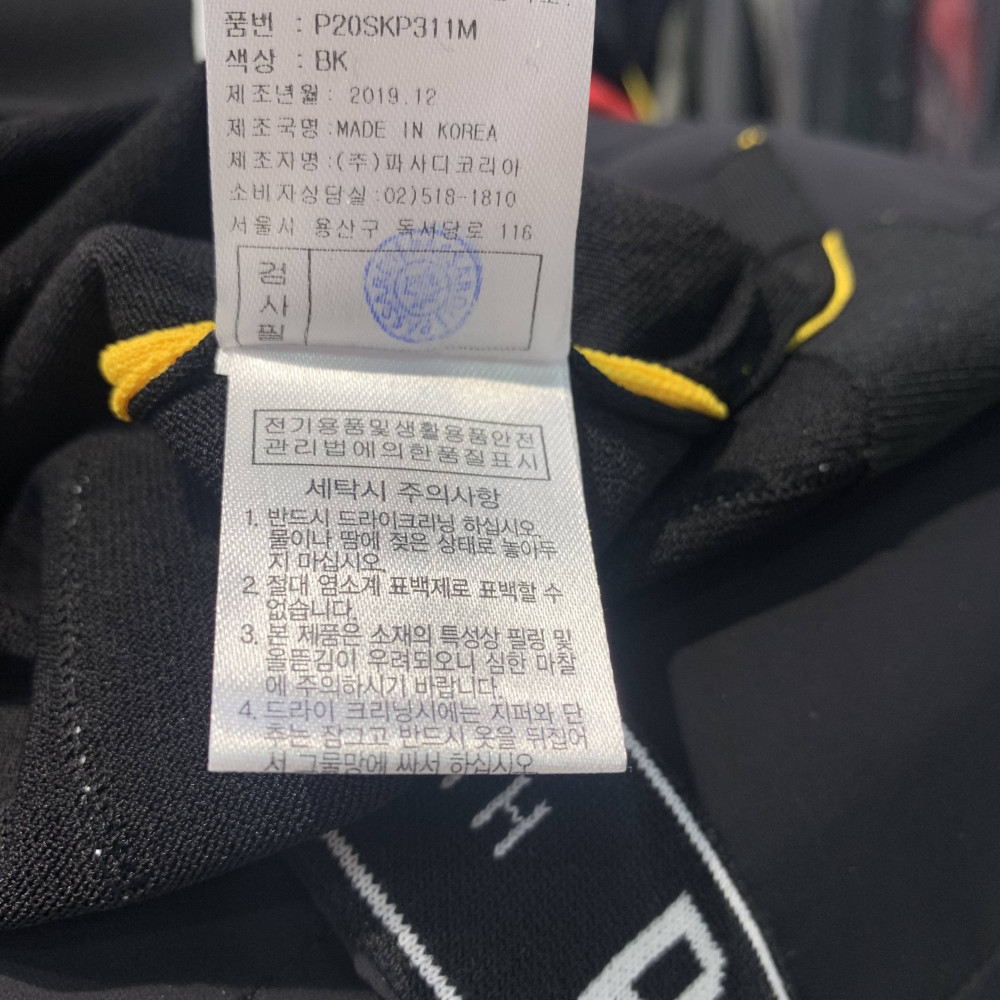 품번 : P20SKP311M
색상 : BK
제조년월 : 2019.12
제조국명 : MADE IN KOREA
제조자명 : (주)파사디코리아
소비자상담실 : 02)518-1810
서울시 용산구 독서당로 116
검
사
필
전기용품및생활용품안전
관리법에의한품질표시
세탁시 주의사항
1. 반드시 드라이크리닝 하십시오.
물이나 땀에 젖은 상태로 놓아두
지 마십시오.
2. 절대 염소계 표백제로 표백할 수
없습니다.
3. 본 제품은 소재의 특성상 필링 및
올뜯김이 우려되오니 심한 마찰
에 주의하시기 바랍니다.
4. 드라이 크리닝시에는 지퍼와 단
추는 잠그고 반드시 옷을 뒤집어
서 그물망에 싸서 하십시오.